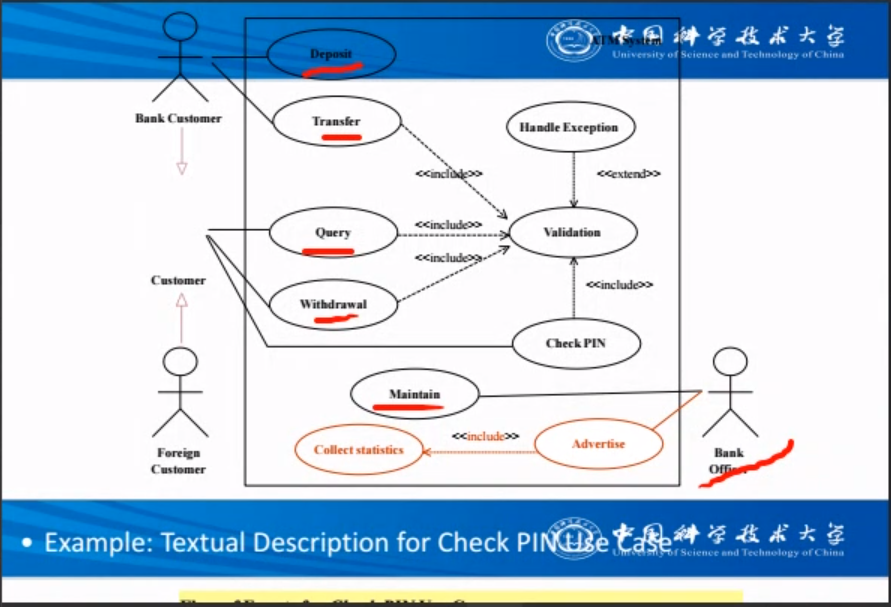 ATM System
中国科学技术大学
University of Science and Technology of China
Deposit
Bank Customer
Transfer
Handle Exception
<<include>>
<<extend>>
Query
<<include>>
Validation
<<include>>
Customer
<<include>>
Withdrawal
Check PIN
Maintain
<<include>>
Collect statistics
Advertise
Foreign
Customer
Bank
• Example: Textual Description for Check PIN Use Case
中国科学技术大学
University of Science and Technology of China